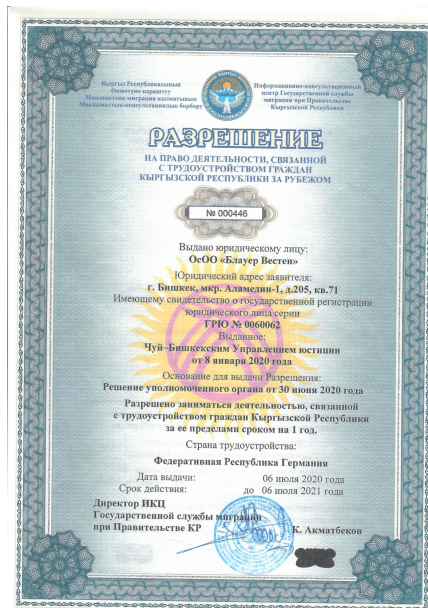 Кыргыз Республикасынын
Өкмөтүнө караштуу
Мамлекеттик миграция кызматынын
Маалыматтык-консультациялык борбору
Информационно-консультационный
центр Государственной службы
миграции при Правительстве
Кыргызской Республики
РАЗРЕШЕНИЕ
НА ПРАВО ДЕЯТЕЛЬНОСТИ, СВЯЗАННОЙ
С ТРУДОУСТРОЙСТВОМ ГРАЖДАН
КЫРГЫЗСКОЙ РЕСПУБЛИКИ ЗА РУБЕЖОМ
№ 000446
Выдано юридическому лицу:
ОсОО «Блауер Вестен»
Юридический адрес заявителя:
г. Бишкек, мкр. Аламедин-1, д.205, кв.71
Имеющему свидетельство о государственной регистрации
юридического лица серии
ГРЮ № 0060062
Выданное:
Чуй-Бишкекским Управлением юстиции
от 8 января 2020 года
Основание для выдачи Разрешения:
Решение уполномоченного органа от 30 июня 2020 года
Разрешено заниматься деятельностью, связанной
с трудоустройством граждан Кыргызской Республики
за ее пределами сроком на 1 год.
Страна трудоустройства:
Федеративная Республика Германия
Дата выдачи: 06 июля 2020 года
Срок действия: до 06 июля 2021 года
Директор ИКЦ
Государственной службы миграции
при Правительстве КР К. Акматбеков